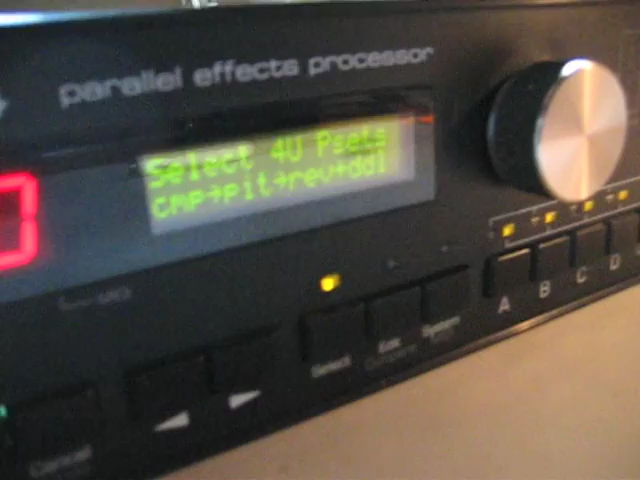 parallel effects processor
Select 4U Psets
cmp→pit→rev+ddl
A B C D
Select
Edit
System
Cancel